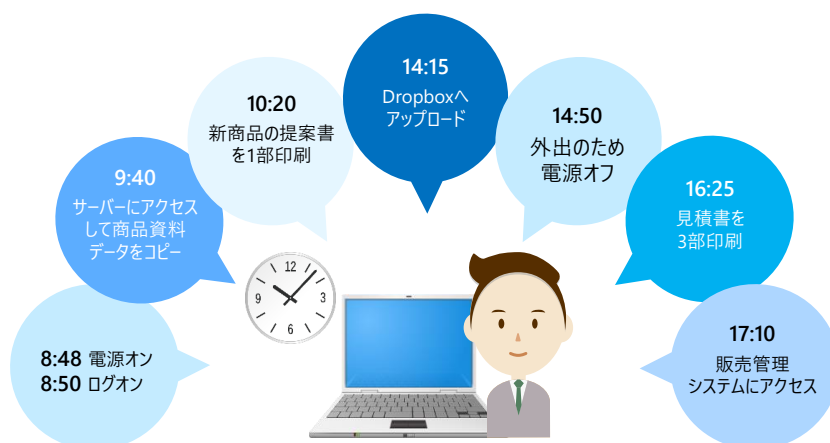 8:48 電源オン
8:50 ログオン
9:40
サーバーにアクセス
して商品資料
データをコピー
10:20
新商品の提案書
を1部印刷
14:15
Dropboxへ
アップロード
14:50
外出のため
電源オフ
16:25
見積書を
3部印刷
17:10
販売管理
システムにアクセス
12
3
6
9